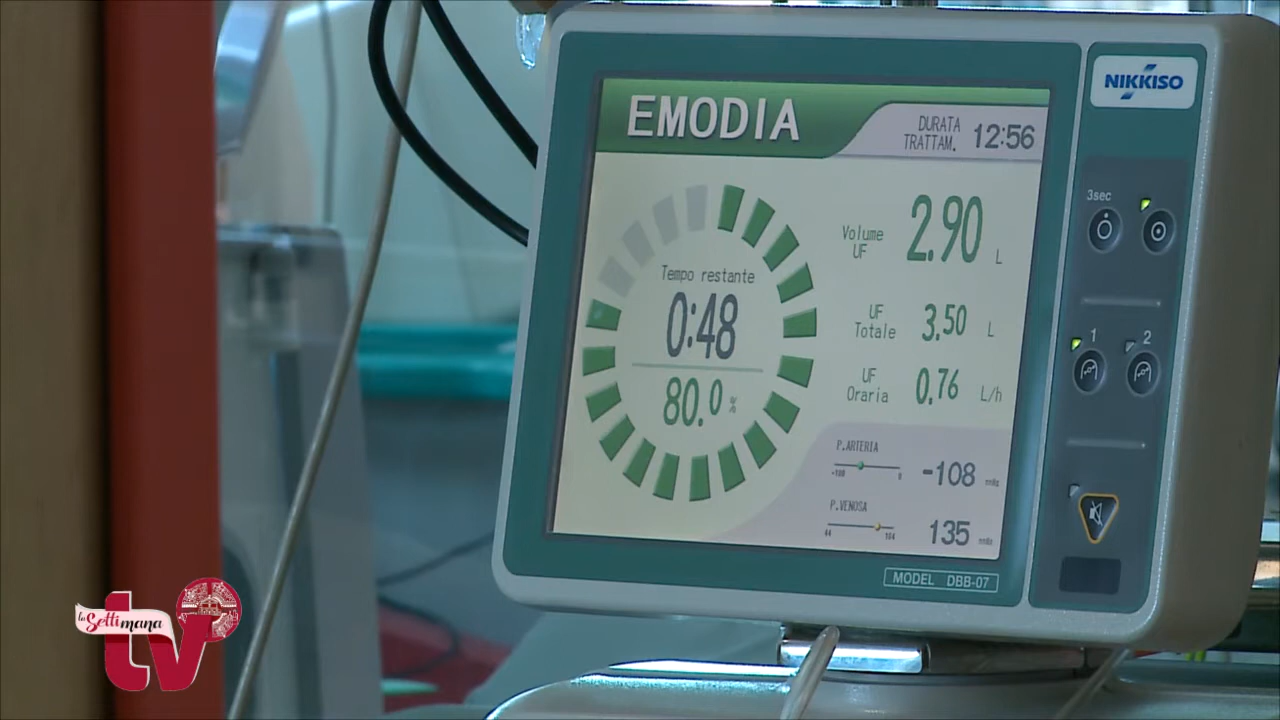 NIKKISO
EMODIA
DURATA
TRATTAM. 12:56
3sec
Volume
UF
2.90 L
Tempo restante
0:48
80.0 %
UF
Totale
3.50 L
UF
Oraria
0.76 L/h
1 2
P.ARTERIA
-108
P.VENOSA
135
MODEL DBB-07
la Settimana
tv